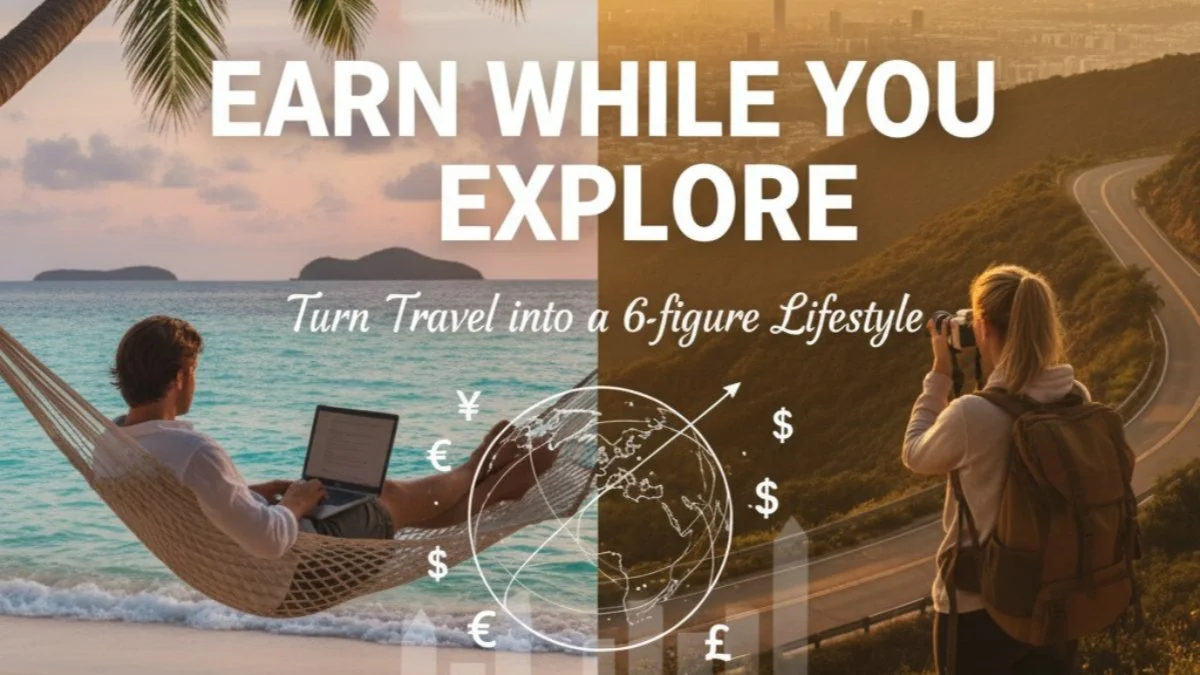 EARN WHILE YOU
EXPLORE
Turn Travel into a 6-figure Lifestyle
¥
$
€
$
$
€
£